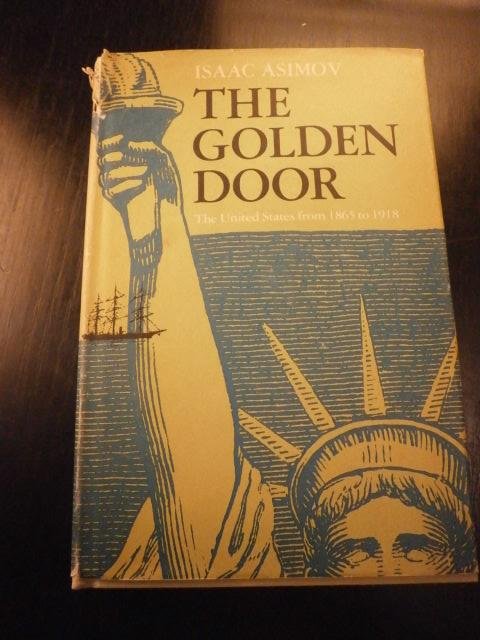 ISAAC ASIMOV
THE
GOLDEN
DOOR
The United States from 1865 to 1918